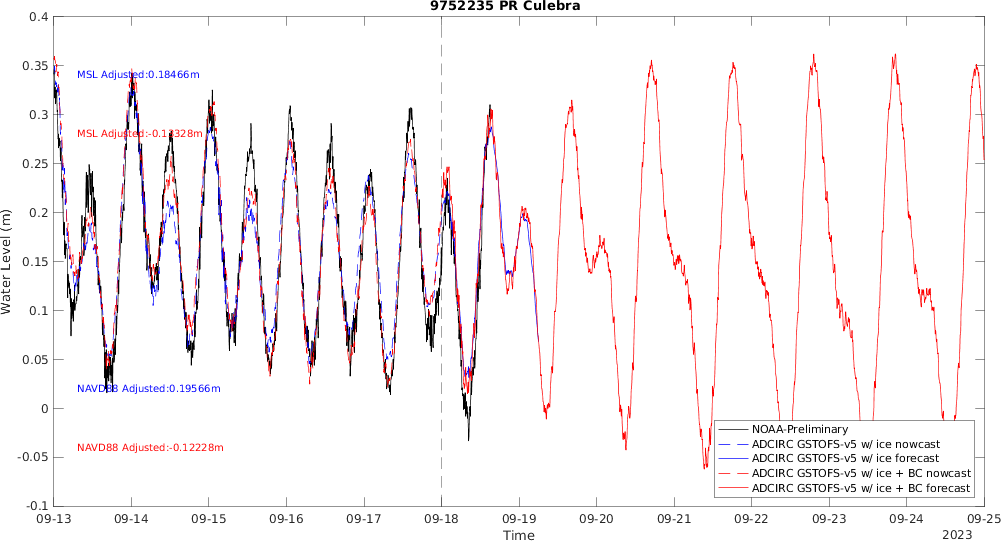 9752235 PR Culebra
0.4
0.35
0.3
0.25
0.2
0.15
0.1
0.05
0
-0.05
-0.1
Water Level (m)
MSL Adjusted:0.18466m
MSL Adjusted:-0.13328m
NAVD88 Adjusted:0.19566m
NAVD88 Adjusted:-0.12228m
NOAA-Preliminary
ADCIRC GSTOFS-v5 w/ ice nowcast
ADCIRC GSTOFS-v5 w/ ice forecast
ADCIRC GSTOFS-v5 w/ ice + BC nowcast
ADCIRC GSTOFS-v5 w/ ice + BC forecast
09-13 09-14 09-15 09-16 09-17 09-18 09-19 09-20 09-21 09-22 09-23 09-24 09-25
Time
2023